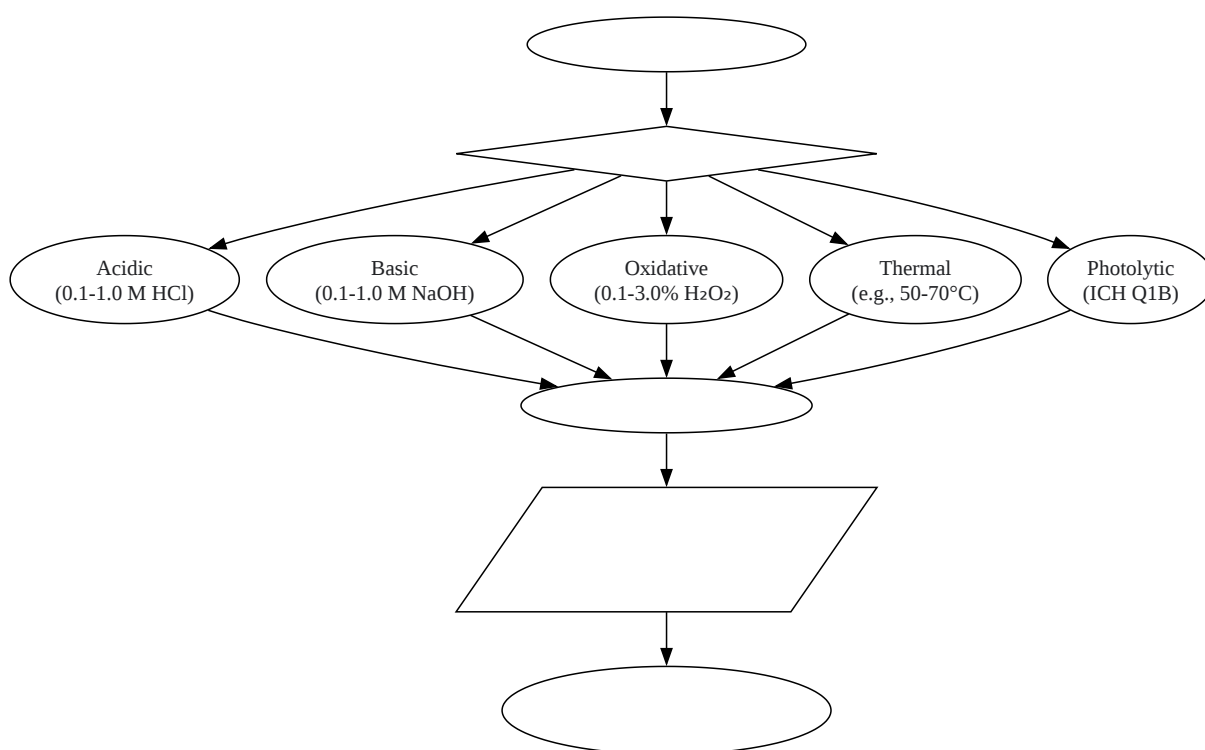 Acidic
(0.1-1.0 M HCl)
Basic
(0.1-1.0 M NaOH)
Oxidative
(0.1-3.0% H₂O₂)
Thermal
(e.g., 50-70°C)
Photolytic
(ICH Q1B)